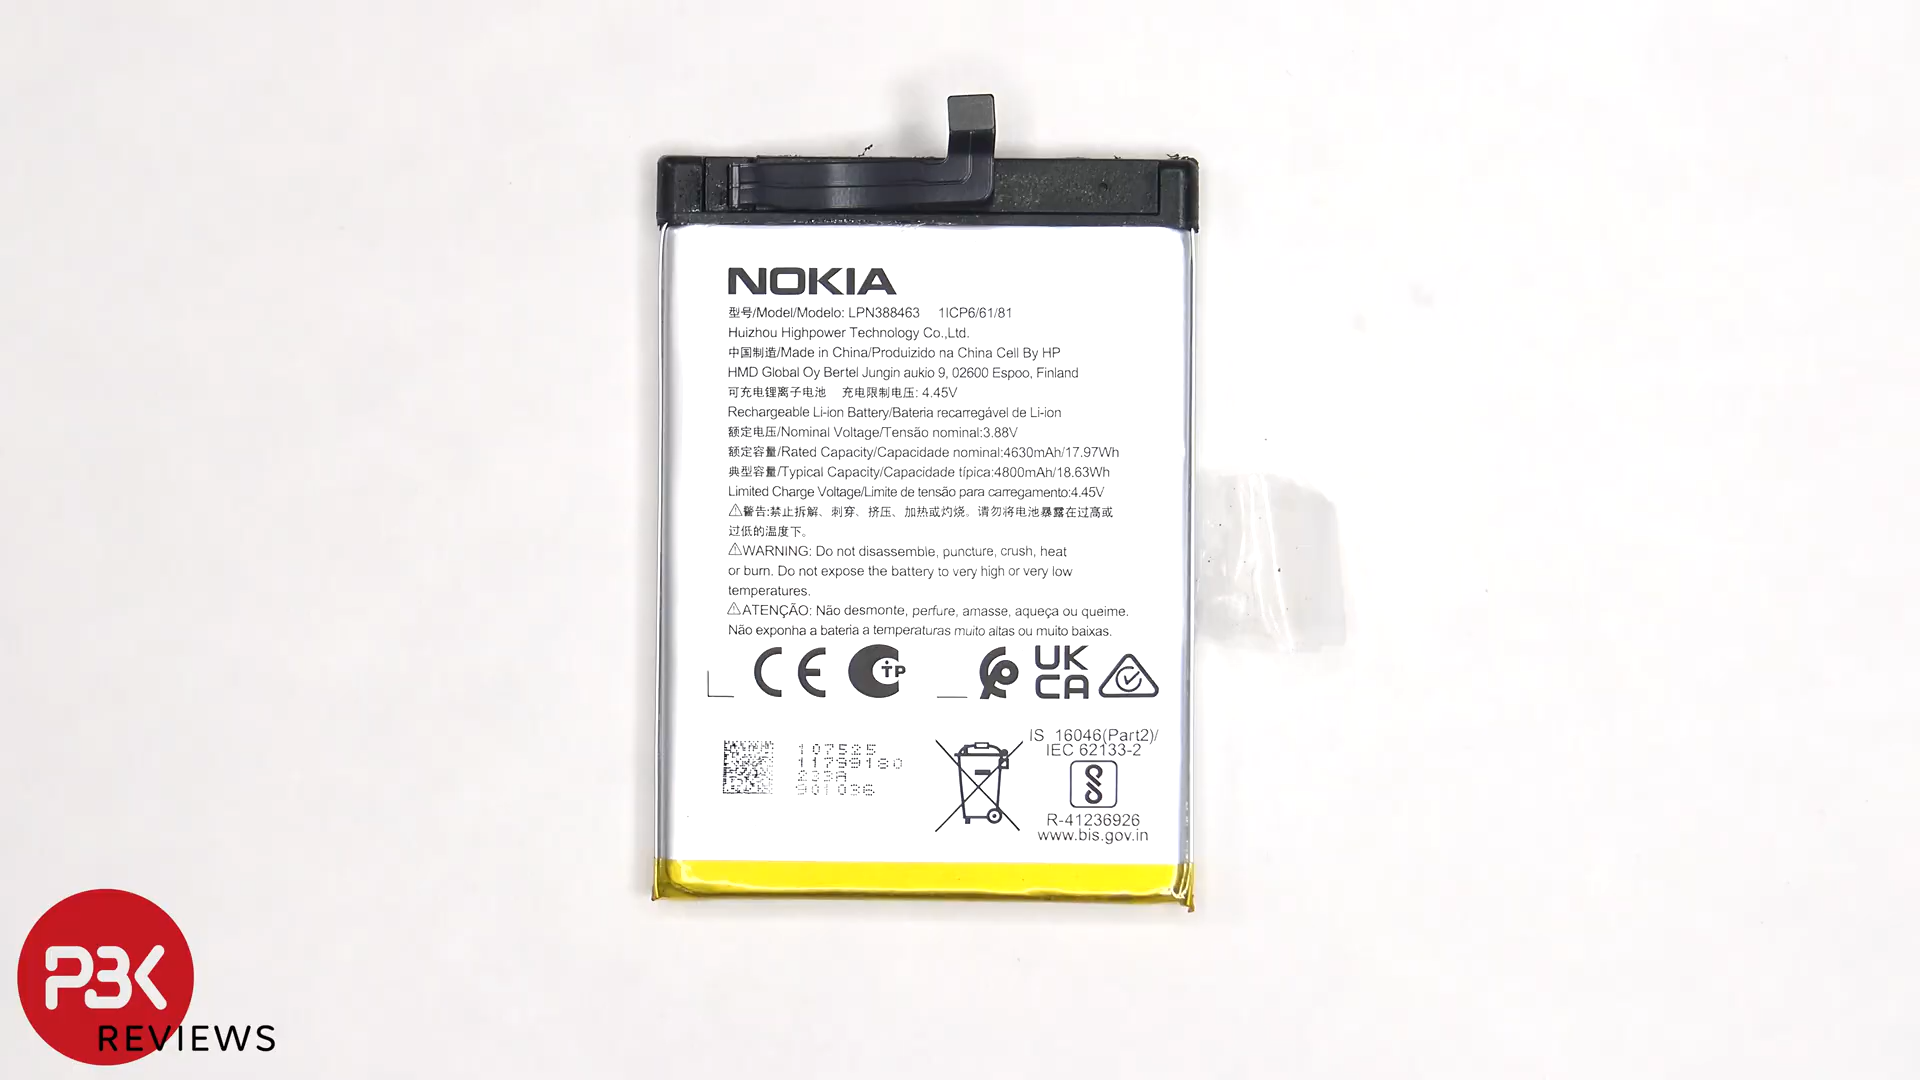 NOKIA
型号/Model/Modelo: LPN388463 1ICP6/61/81
Huizhou Highpower Technology Co.,Ltd.
中国制造/Made in China/Produizido na China Cell By HP
HMD Global Oy Bertel Jungin aukio 9, 02600 Espoo, Finland
可充电锂离子电池 充电限制电压: 4.45V
Rechargeable Li-ion Battery/Bateria recarregável de Li-ion
额定电压/Nominal Voltage/Tensão nominal:3.88V
额定容量/Rated Capacity/Capacidade nominal:4630mAh/17.97Wh
典型容量/Typical Capacity/Capacidade típica:4800mAh/18.63Wh
Limited Charge Voltage/Limite de tensão para carregamento:4.45V
⚠警告:禁止拆解、刺穿、挤压、加热或灼烧。请勿将电池暴露在过高或
过低的温度下。
⚠WARNING: Do not disassemble, puncture, crush, heat
or burn. Do not expose the battery to very high or very low
temperatures.
⚠ATENÇÃO: Não desmonte, perfure, amasse, aqueça ou queime.
Não exponha a bateria a temperaturas muito altas ou muito baixas.
CE TP UK
CA
107525
11799180
233A
901036
IS 16046(Part2)/
IEC 62133-2
R-41236926
www.bis.gov.in
PBK
REVIEWS